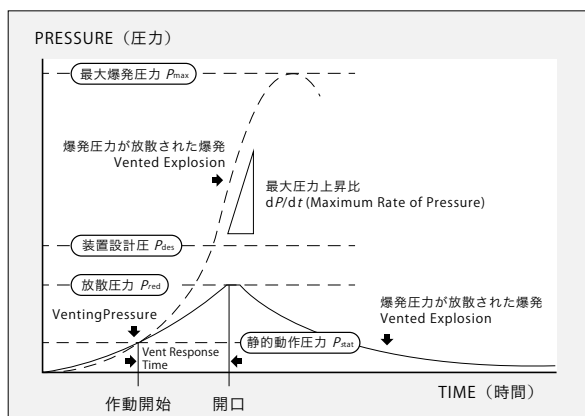 PRESSURE（圧力）
最大爆発圧力 Pmax
爆発圧力が放散された爆発
Vented Explosion
最大圧力上昇比
dP/dt (Maximum Rate of Pressure)
装置設計圧 Pdes
放散圧力 Pred
VentingPressure
爆発圧力が放散された爆発
Vented Explosion
静的動作圧力 Pstat
Vent Response
Time
TIME（時間）
作動開始
開口